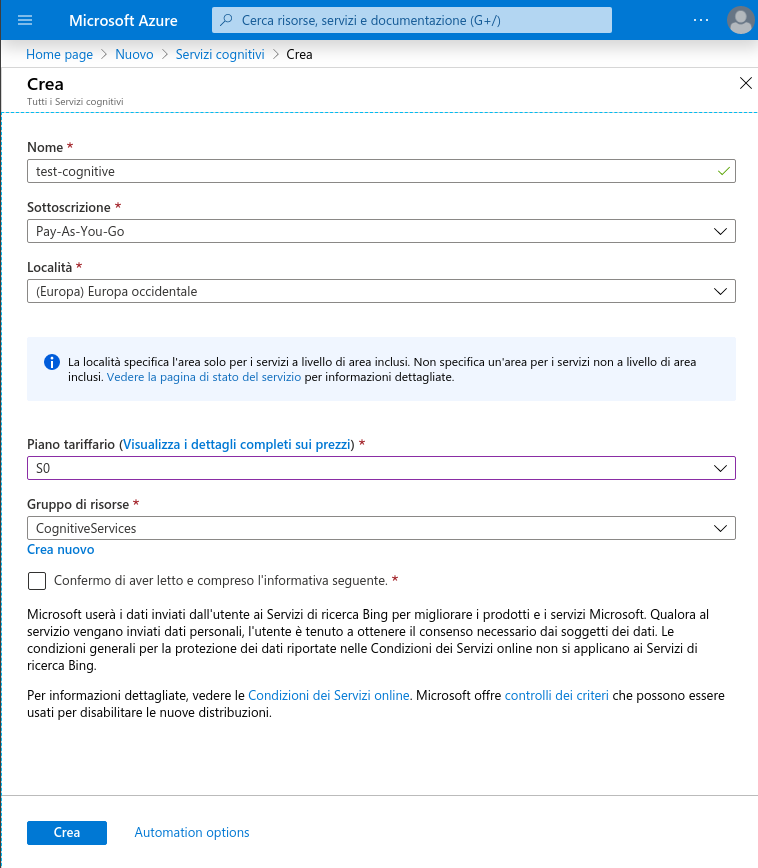 Microsoft Azure
Cerca risorse, servizi e documentazione (G+/)
Home page > Nuovo > Servizi cognitivi > Crea
Crea
Tutti i Servizi cognitivi
Nome *
test-cognitive
Sottoscrizione *
Pay-As-You-Go
Località *
(Europa) Europa occidentale
La località specifica l'area solo per i servizi a livello di area inclusi. Non specifica un'area per i servizi non a livello di area
inclusi. Vedere la pagina di stato del servizio per informazioni dettagliate.
Piano tariffario (Visualizza i dettagli completi sui prezzi) *
S0
Gruppo di risorse *
CognitiveServices
Crea nuovo
Confermo di aver letto e compreso l'informativa seguente. *
Microsoft userà i dati inviati dall'utente ai Servizi di ricerca Bing per migliorare i prodotti e i servizi Microsoft. Qualora al
servizio vengano inviati dati personali, l'utente è tenuto a ottenere il consenso necessario dai soggetti dei dati. Le
condizioni generali per la protezione dei dati riportate nelle Condizioni dei Servizi online non si applicano ai Servizi di
ricerca Bing.
Per informazioni dettagliate, vedere le Condizioni dei Servizi online. Microsoft offre controlli dei criteri che possono essere
usati per disabilitare le nuove distribuzioni.
Crea
Automation options